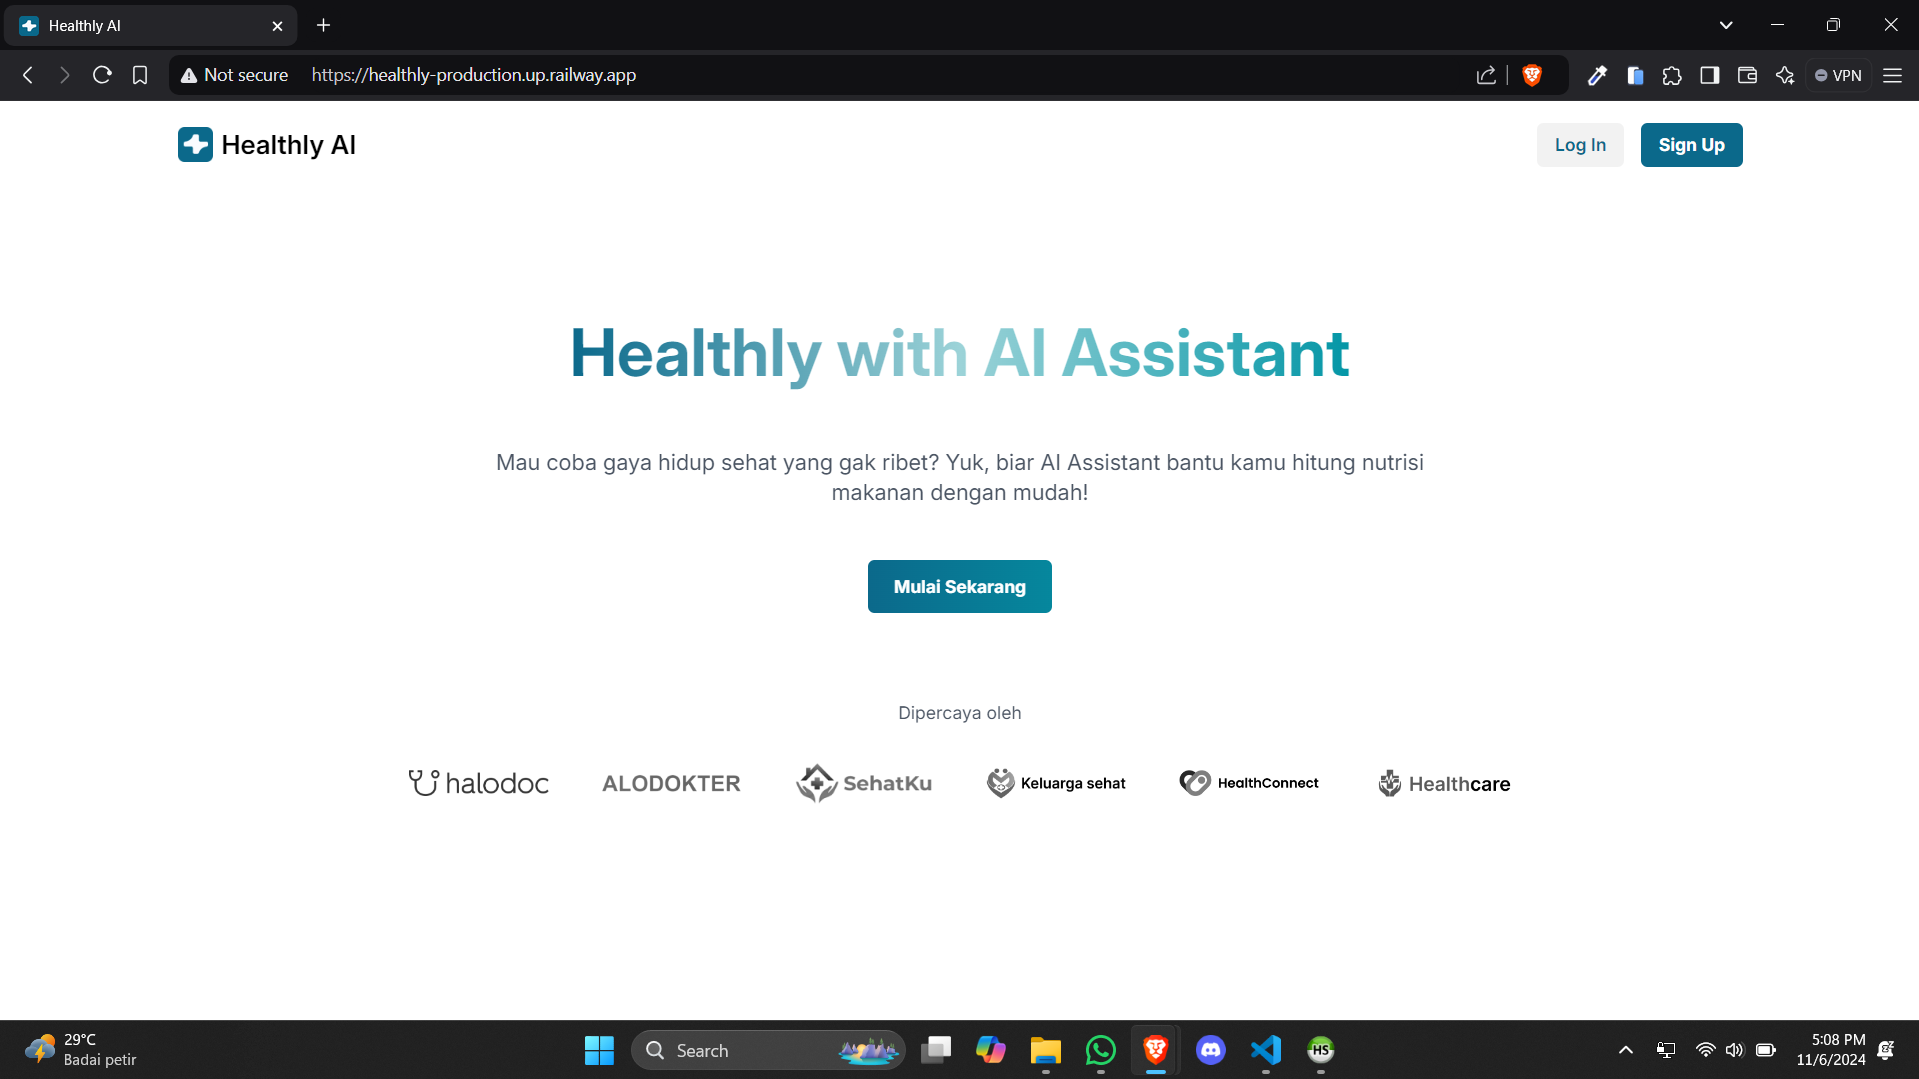 Healthly AI
Not secure https://healthly-production.up.railway.app
VPN
Healthly AI
Log In
Sign Up
Healthly with AI Assistant
Mau coba gaya hidup sehat yang gak ribet? Yuk, biar AI Assistant bantu kamu hitung nutrisi
makanan dengan mudah!
Mulai Sekarang
Dipercaya oleh
halodoc
ALODOKTER
SehatKu
Keluarga sehat
HealthConnect
Healthcare
29°C
Badai petir
Search
HS
5:08 PM
11/6/2024